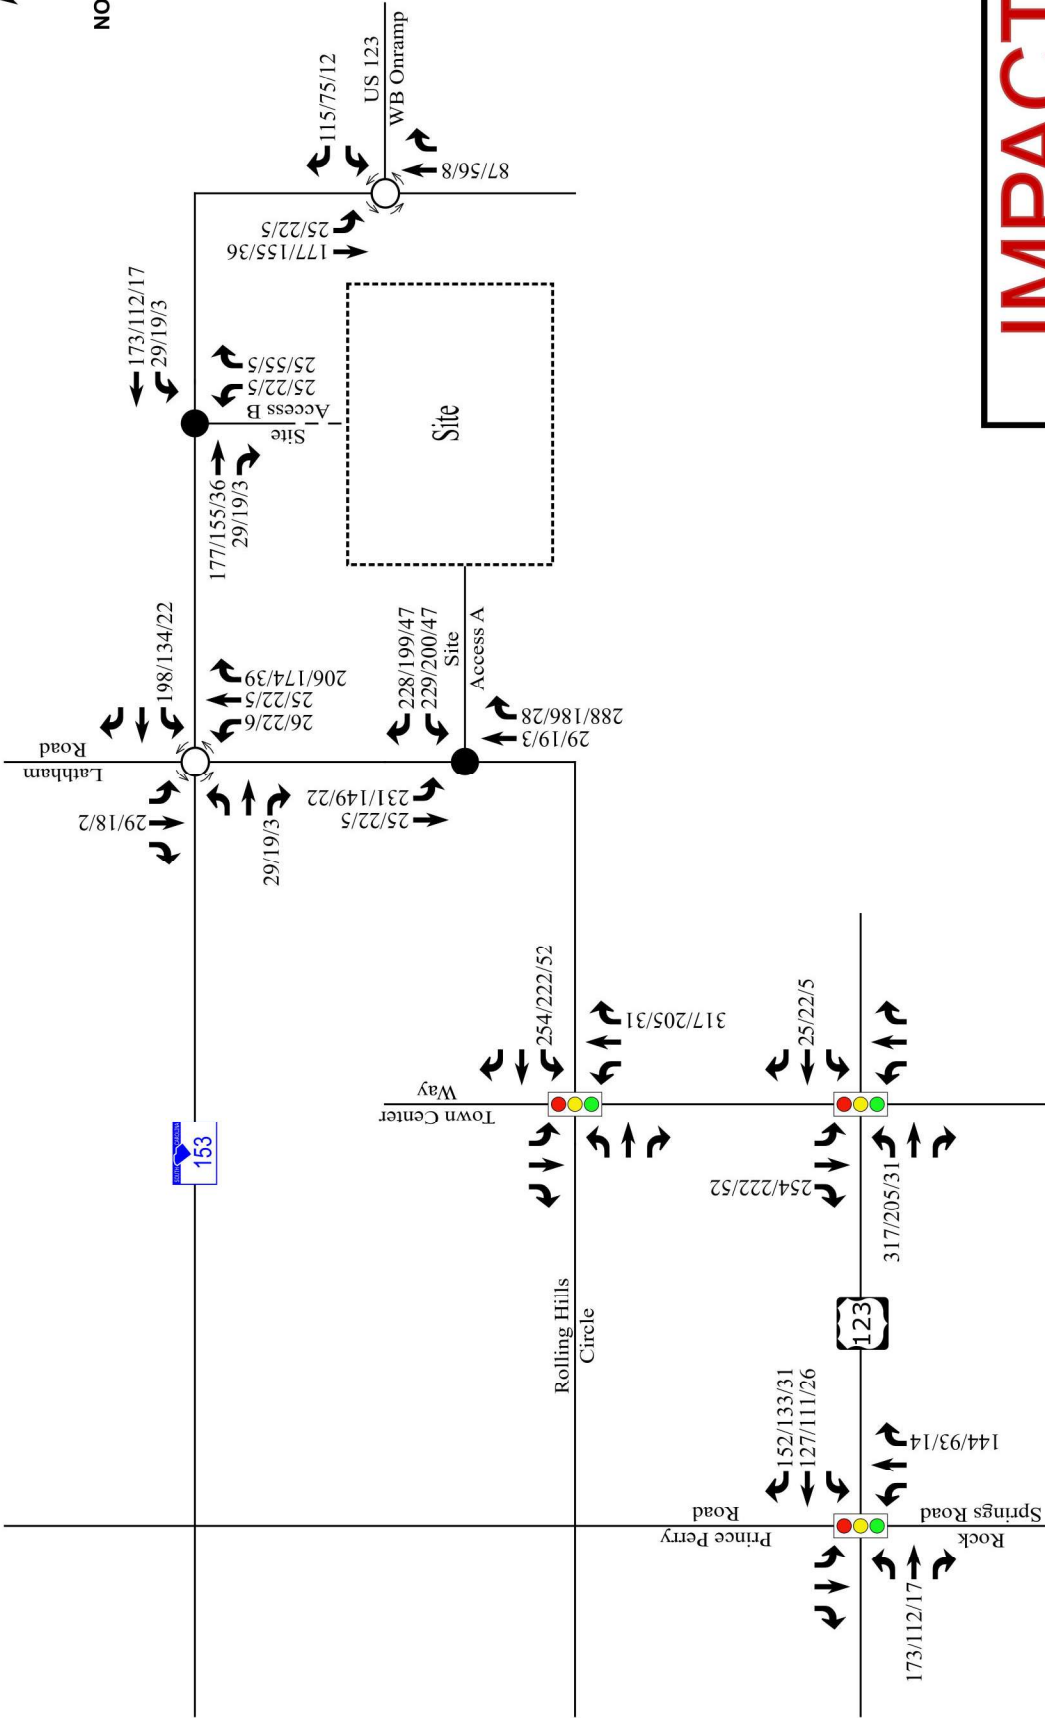 NO
US 123
WB Onramp
115/75/12
87/56/8
25/22/5
177/155/36
173/112/17
29/19/3
25/55/5
25/22/5
Site
Access B
177/155/36
29/19/3
Site
198/134/22
206/174/39
25/22/5
26/22/6
Lathham
Road
29/18/2
29/19/3
228/199/47
229/200/47
Site
Access A
288/186/28
29/19/3
231/149/22
25/22/5
SOUTH CAROLINA
153
254/222/52
317/205/31
Town Center
Way
25/22/5
254/222/52
317/205/31
Rolling Hills
Circle
123
152/133/31
127/111/26
144/93/14
Prince Perry
Road
Rock
Springs Road
173/112/17
IMPACT